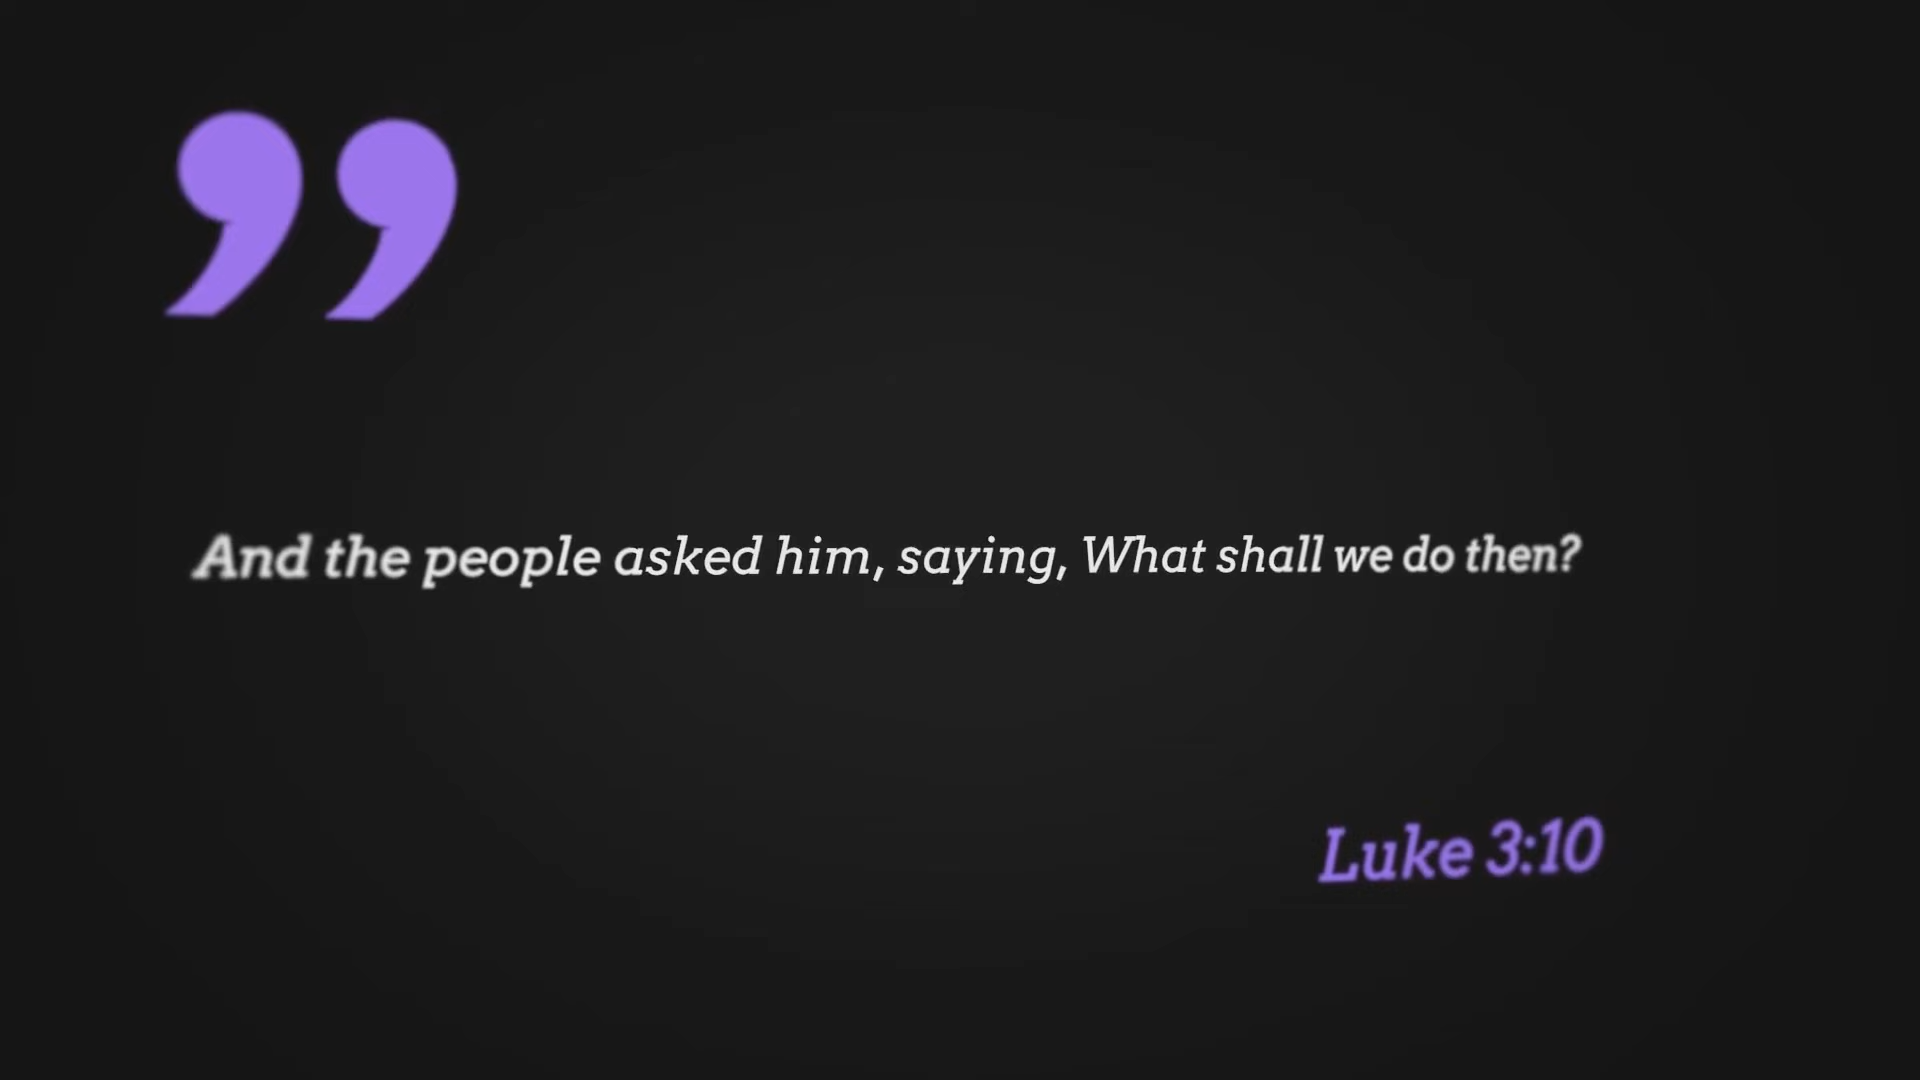 ”
And the people asked him, saying, What shall we do then?
Luke 3:10